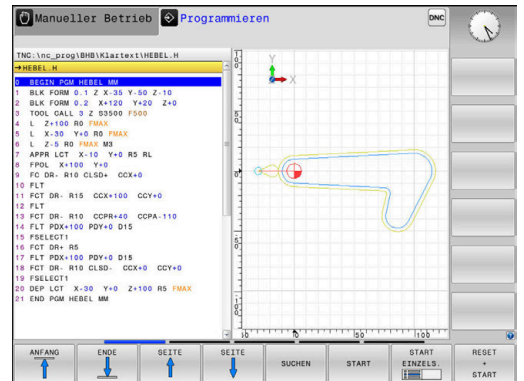 Manueller Betrieb
Programmieren
DNC
TNC:\nc_prog\BHB\Klartext\HEBEL.H
→HEBEL.H
0 BEGIN PGM HEBEL MM
1 BLK FORM 0.1 Z X-35 Y-50 Z-10
2 BLK FORM 0.2 X+120 Y+20 Z+0
3 TOOL CALL 3 Z S3500 F500
4 L Z+100 R0 FMAX
5 L X-30 Y+0 R0 FMAX
6 L Z-5 R0 FMAX M3
7 APPR LCT X-10 Y+0 R5 RL
8 FPOL X+100 Y+0
9 FC DR- R10 CLSD+ CCX+0
10 FLT
11 FCT DR- R15 CCX+100 CCY+0
12 FLT
13 FCT DR- R10 CCPR+40 CCPA-110
14 FLT PDX+100 PDY+0 D15
15 FSELECT1
16 FCT DR+ R5
17 FLT PDX+100 PDY+0 D15
18 FCT DR- R10 CLSD- CCX+0 CCY+0
19 FSELECT1
20 DEP LCT X-30 Y+0 Z+100 R5 FMAX
21 END PGM HEBEL MM
Y
X
0
50
100
ANFANG
ENDE
SEITE
SEITE
SUCHEN
START
START
EINZELS.
RESET
+
START